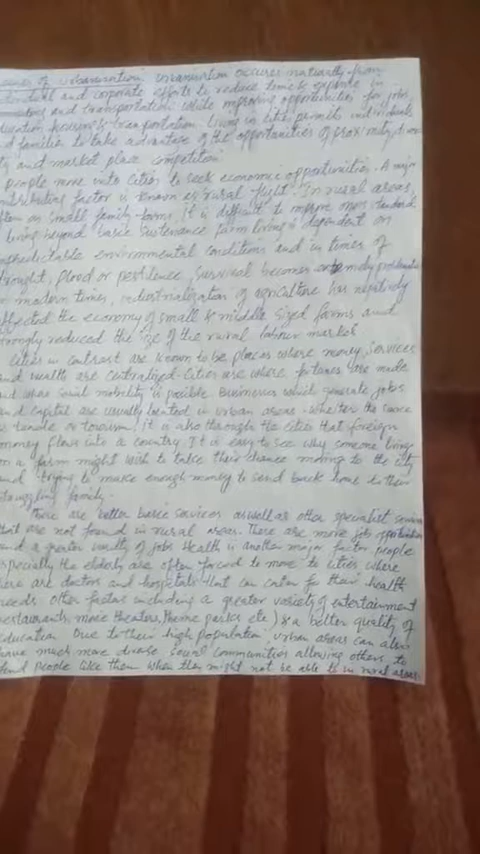 causes of urbanisation: Urbanisation occurs naturally from
individual and corporate efforts to reduce time & expense in
and transportation while improving opportunities for jobs,
education, housing & transportation. living in cities permits individuals
and families to take advantage of the opportunities of proximity,
and market place competition.
People move into cities to seek economic opportunities. A major
contributing factor is known as "rural flight". In rural areas,
often on small family farms, it is difficult to improve one's standard
of living beyond basic sustenance. farm living is dependent on
unpredictable environmental conditions and in times of
drought, flood or pestilence, survival becomes extremely problematic
in modern times, industrialization of agriculture has negatively
affected the economy of small & middle sized farms and
strongly reduced the size of the rural labour market.
cities in contrast are known to be places where money, services
and wealth are centralized. cities are where fortunes are made
and where social mobility is possible. Businesses which generate jobs
and capital are usually located in urban areas. Whether the source
is trade or tourism, it is also through the cities that foreign
money flows into a country. It is easy to see why someone living
on a farm might wish to take their chance moving to the city
and trying to make enough money to send back home to their
struggling family.
There are better basic services as well as other specialist services
that are not found in rural areas. There are more job opportunities
and a greater variety of jobs. Health is another major factor. people
especially the elderly are often forced to move to cities where
there are doctors and hospitals that can cater for their health
needs. other factors including a greater variety of entertainment
restaurants, movie theaters, theme parks etc) & a better quality of
education. Due to their high population, urban areas can also
have much more diverse social communities allowing others to
find people like them when they might not be able to in rural areas.